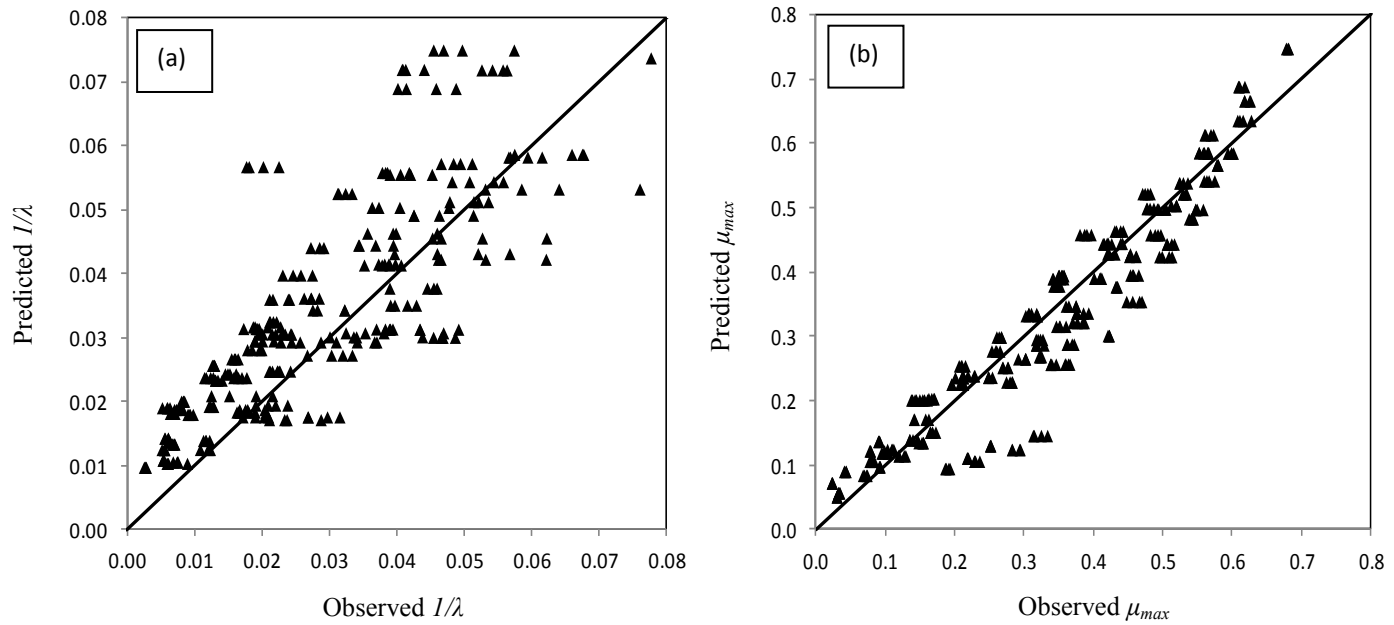 (a)
Predicted 1/λ
0.08
0.07
0.06
0.05
0.04
0.03
0.02
0.01
0.00
0.00 0.01 0.02 0.03 0.04 0.05 0.06 0.07 0.08
Observed 1/λ
(b)
Predicted μmax
0.8
0.7
0.6
0.5
0.4
0.3
0.2
0.1
0.0
0.0 0.1 0.2 0.3 0.4 0.5 0.6 0.7 0.8
Observed μmax